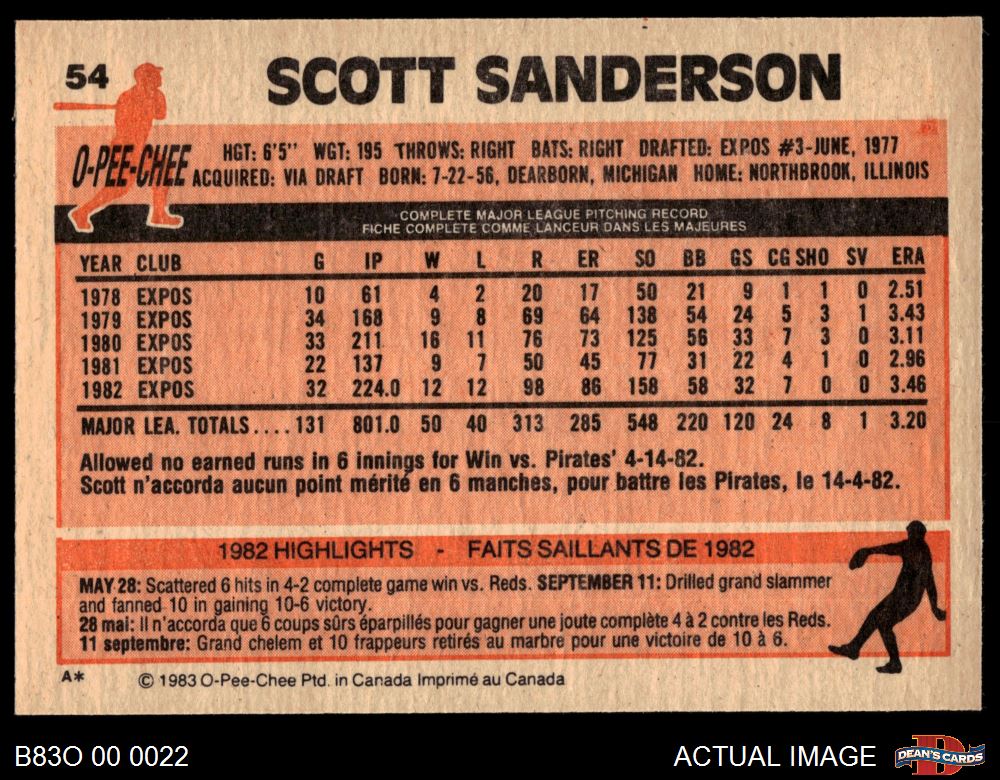 54 SCOTT SANDERSON
O-PEE-CHEE
HGT: 6'5" WGT: 195 THROWS: RIGHT BATS: RIGHT DRAFTED: EXPOS #3-JUNE, 1977
ACQUIRED: VIA DRAFT BORN: 7-22-56, DEARBORN, MICHIGAN HOME: NORTHBROOK, ILLINOIS
COMPLETE MAJOR LEAGUE PITCHING RECORD
FICHE COMPLETE COMME LANCEUR DANS LES MAJEURES
YEAR CLUB G IP W L R ER SO BB GS CG SHO SV ERA
1978 EXPOS 10 61 4 2 20 17 50 21 9 1 1 0 2.51
1979 EXPOS 34 168 9 8 69 64 138 54 24 5 3 1 3.43
1980 EXPOS 33 211 16 11 76 73 125 56 33 7 3 0 3.11
1981 EXPOS 22 137 9 7 50 45 77 31 22 4 1 0 2.96
1982 EXPOS 32 224.0 12 12 98 86 158 58 32 7 0 0 3.46
MAJOR LEA. TOTALS....131 801.0 50 40 313 285 548 220 120 24 8 1 3.20
Allowed no earned runs in 6 innings for Win vs. Pirates' 4-14-82.
Scott n'accorda aucun point mérité en 6 manches, pour battre les Pirates, le 14-4-82.
1982 HIGHLIGHTS - FAITS SAILLANTS DE 1982
MAY 28: Scattered 6 hits in 4-2 complete game win vs. Reds. SEPTEMBER 11: Drilled grand slammer
and fanned 10 in gaining 10-6 victory.
28 mai: Il n'accorda que 6 coups sûrs éparpillés pour gagner une joute complète 4 à 2 contre les Reds.
11 septembre: Grand chelem et 10 frappeurs retirés au marbre pour une victoire de 10 à 6.
A* © 1983 O-Pee-Chee Ptd. in Canada Imprimé au Canada
B83O 00 0022
ACTUAL IMAGE
DEAN'S CARDS